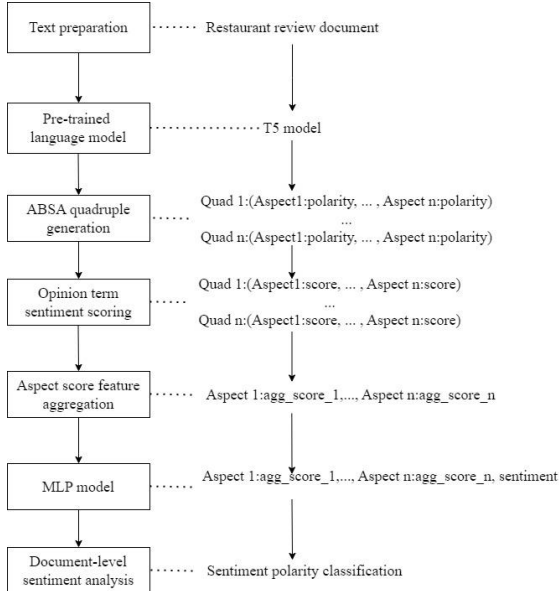 Text preparation
Restaurant review document
Pre-trained
language model
T5 model
ABSA quadruple
generation
Quad 1:(Aspect1:polarity, ... , Aspect n:polarity)
...
Quad n:(Aspect1:polarity, ... , Aspect n:polarity)
Opinion term
sentiment scoring
Quad 1:(Aspect1:score, ... , Aspect n:score)
...
Quad n:(Aspect1:score, ... , Aspect n:score)
Aspect score feature
aggregation
Aspect 1:agg_score_1,..., Aspect n:agg_score_n
MLP model
Aspect 1:agg_score_1,..., Aspect n:agg_score_n, sentiment
Document-level
sentiment analysis
Sentiment polarity classification